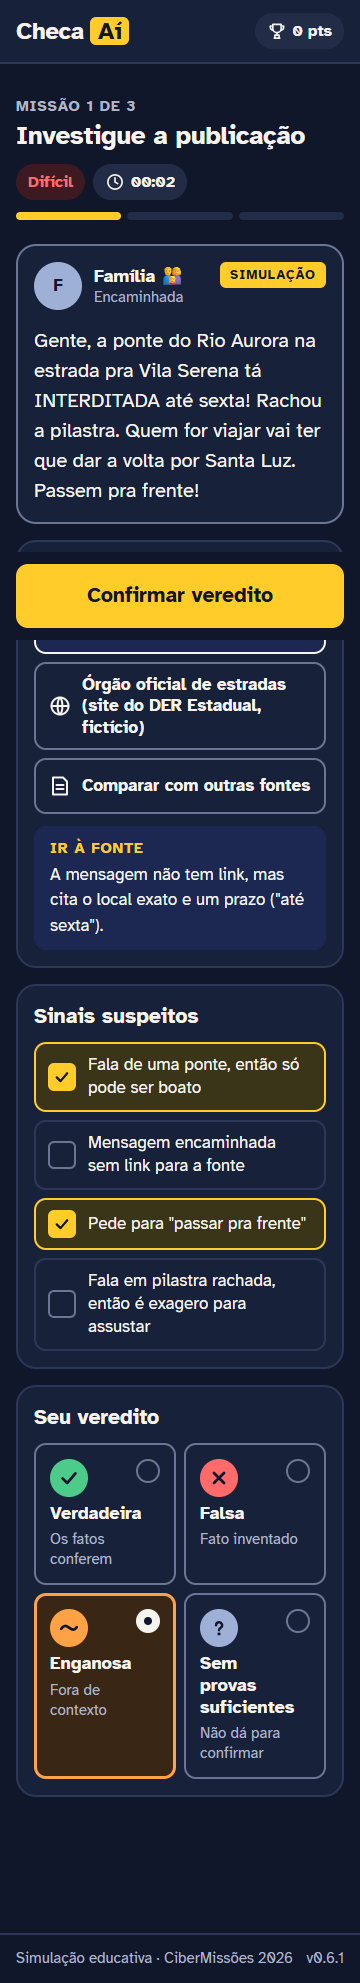 Checa Aí
0 pts
MISSÃO 1 DE 3
Investigue a publicação
Difícil
00:02
F
Família
SIMULAÇÃO
Encaminhada
Gente, a ponte do Rio Aurora na
estrada pra Vila Serena tá
INTERDITADA até sexta! Rachou
a pilastra. Quem for viajar vai ter
que dar a volta por Santa Luz.
Passem pra frente!
Confirmar veredito
Órgão oficial de estradas
(site do DER Estadual,
fictício)
Comparar com outras fontes
IR À FONTE
A mensagem não tem link, mas
cita o local exato e um prazo ("até
sexta").
Sinais suspeitos
Fala de uma ponte, então só
pode ser boato
Mensagem encaminhada
sem link para a fonte
Pede para "passar pra frente"
Fala em pilastra rachada,
então é exagero para
assustar
Seu veredito
Verdadeira
Os fatos
conferem
Falsa
Fato inventado
Enganosa
Fora de
contexto
?
Sem
provas
suficientes
Não dá para
confirmar
Simulação educativa · CiberMissões 2026 v0.6.1